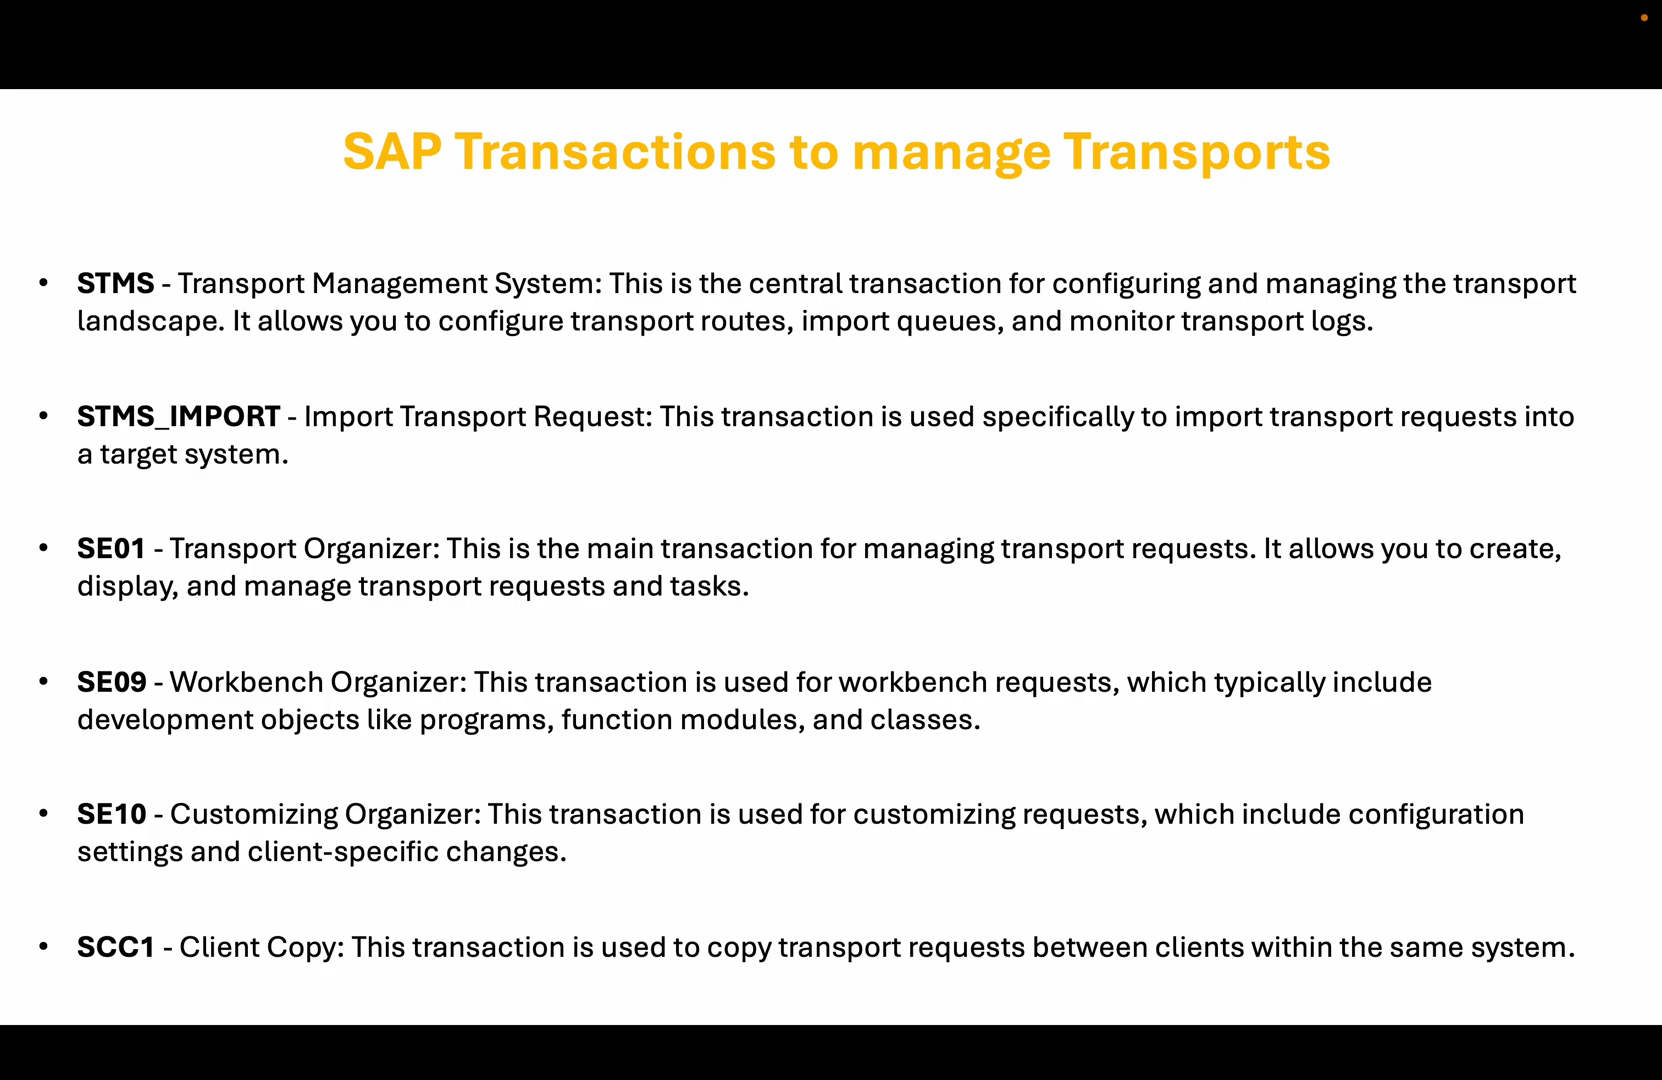 SAP Transactions to manage Transports
• STMS - Transport Management System: This is the central transaction for configuring and managing the transport
landscape. It allows you to configure transport routes, import queues, and monitor transport logs.
• STMS_IMPORT - Import Transport Request: This transaction is used specifically to import transport requests into
a target system.
• SE01 - Transport Organizer: This is the main transaction for managing transport requests. It allows you to create,
display, and manage transport requests and tasks.
• SE09 - Workbench Organizer: This transaction is used for workbench requests, which typically include
development objects like programs, function modules, and classes.
• SE10 - Customizing Organizer: This transaction is used for customizing requests, which include configuration
settings and client-specific changes.
• SCC1 - Client Copy: This transaction is used to copy transport requests between clients within the same system.